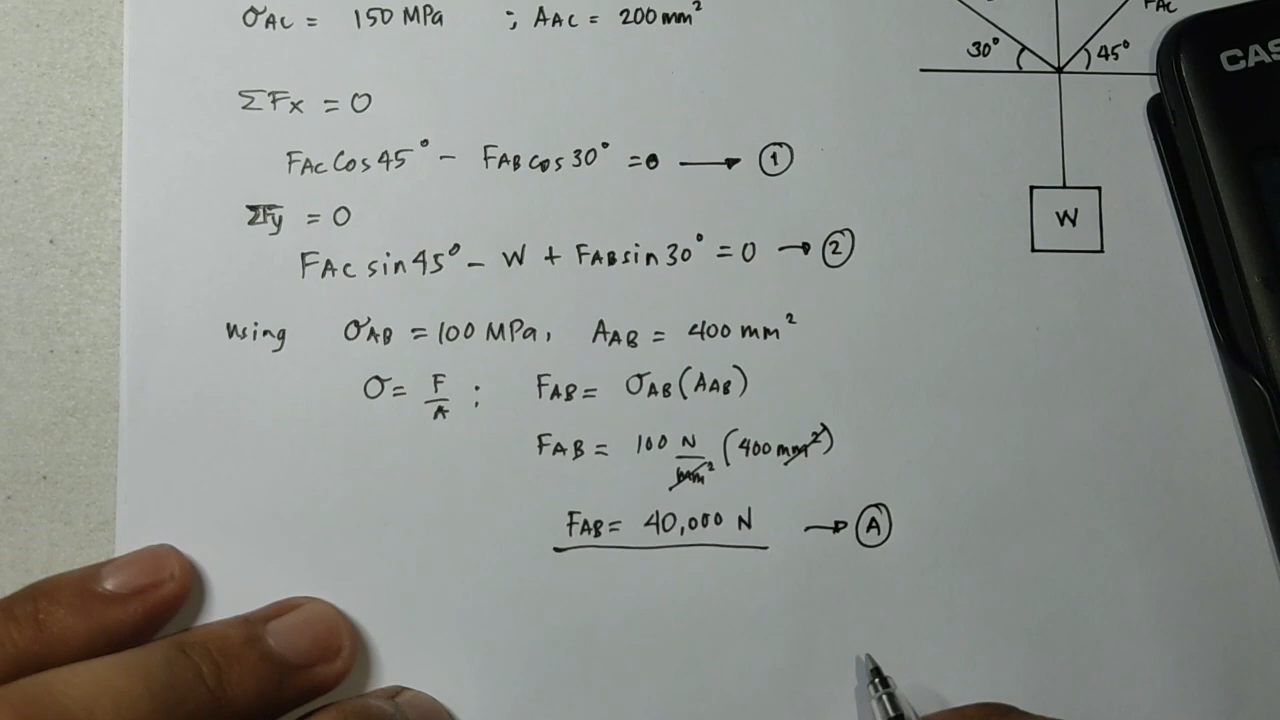 σAC = 150 MPa ; AAC = 200 mm²
FAC
30° 45°
CAS
ΣFx = 0
FAC Cos 45° - FAB cos 30° = 0 → ①
ΣFy = 0
FAC sin 45° - W + FAB sin 30° = 0 → ②
W
Using σAB = 100 MPa, AAB = 400 mm²
σ = F/A ; FAB = σAB (AAB)
FAB = 100 N/mm² (400 mm²)
FAB = 40,000 N → Ⓐ